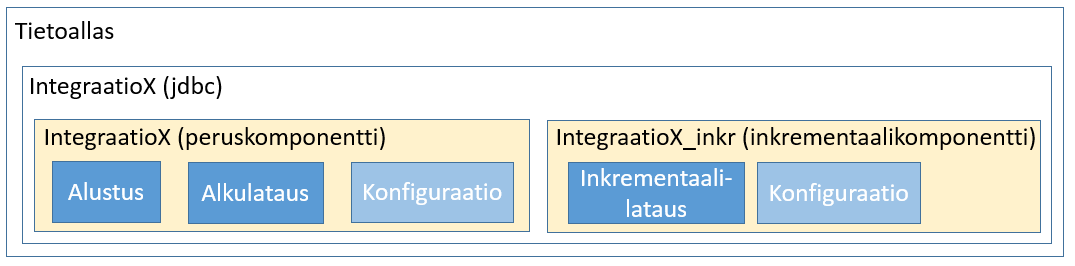 Tietoallas
IntegraatioX (jdbc)
IntegraatioX (peruskomponentti)
Alustus
Alkulataus
Konfiguraatio
IntegraatioX_inkr (inkrementaalikomponentti)
Inkrementaali-
lataus
Konfiguraatio